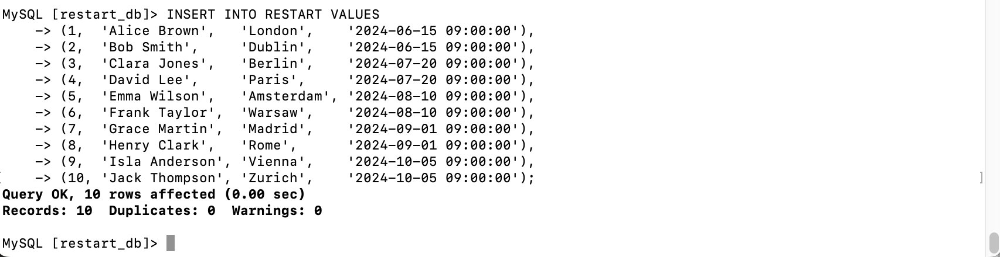 MySQL [restart_db]> INSERT INTO RESTART VALUES
    -> (1,  'Alice Brown',   'London',    '2024-06-15 09:00:00'),
    -> (2,  'Bob Smith',     'Dublin',    '2024-06-15 09:00:00'),
    -> (3,  'Clara Jones',   'Berlin',    '2024-07-20 09:00:00'),
    -> (4,  'David Lee',     'Paris',     '2024-07-20 09:00:00'),
    -> (5,  'Emma Wilson',   'Amsterdam', '2024-08-10 09:00:00'),
    -> (6,  'Frank Taylor',  'Warsaw',    '2024-08-10 09:00:00'),
    -> (7,  'Grace Martin',  'Madrid',    '2024-09-01 09:00:00'),
    -> (8,  'Henry Clark',   'Rome',      '2024-09-01 09:00:00'),
    -> (9,  'Isla Anderson', 'Vienna',    '2024-10-05 09:00:00'),
    -> (10, 'Jack Thompson', 'Zurich',    '2024-10-05 09:00:00');
Query OK, 10 rows affected (0.00 sec)
Records: 10  Duplicates: 0  Warnings: 0
MySQL [restart_db]>